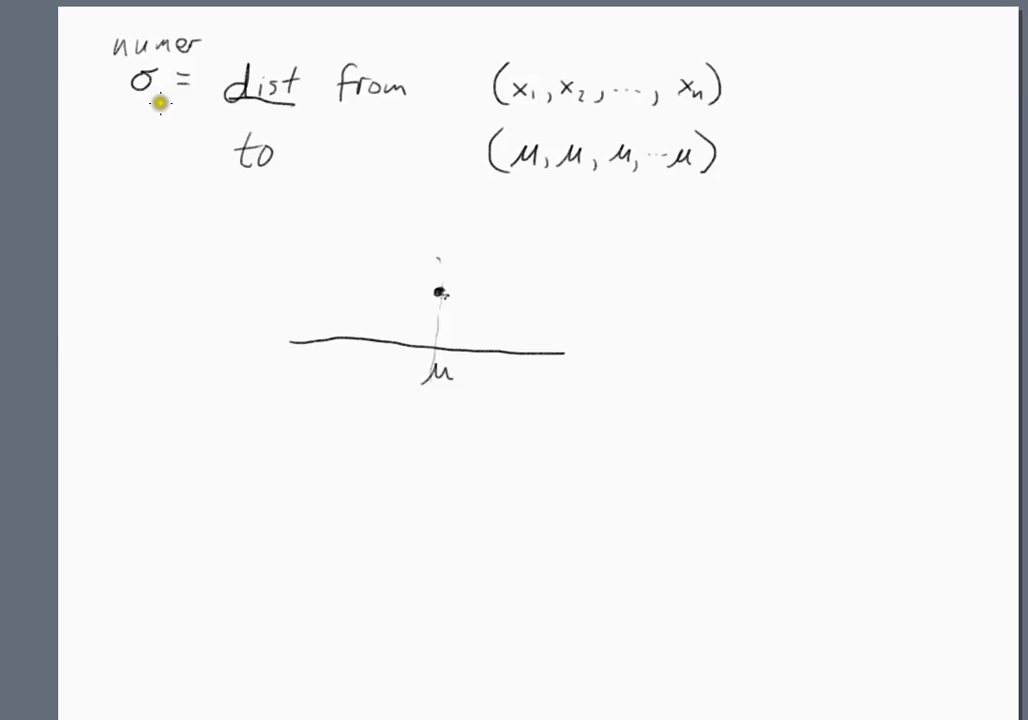 numer
σ = dist from (x₁, x₂, ..., xₙ)
to (μ, μ, μ, ...μ)
μ